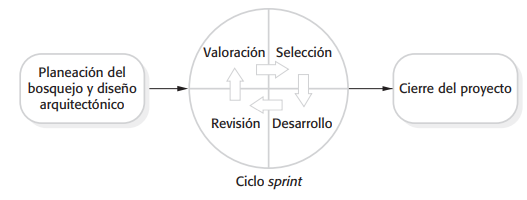 Planeación del
bosquejo y diseño
arquitectónico
Valoración
Selección
Revisión
Desarrollo
Cierre del proyecto
Ciclo sprint